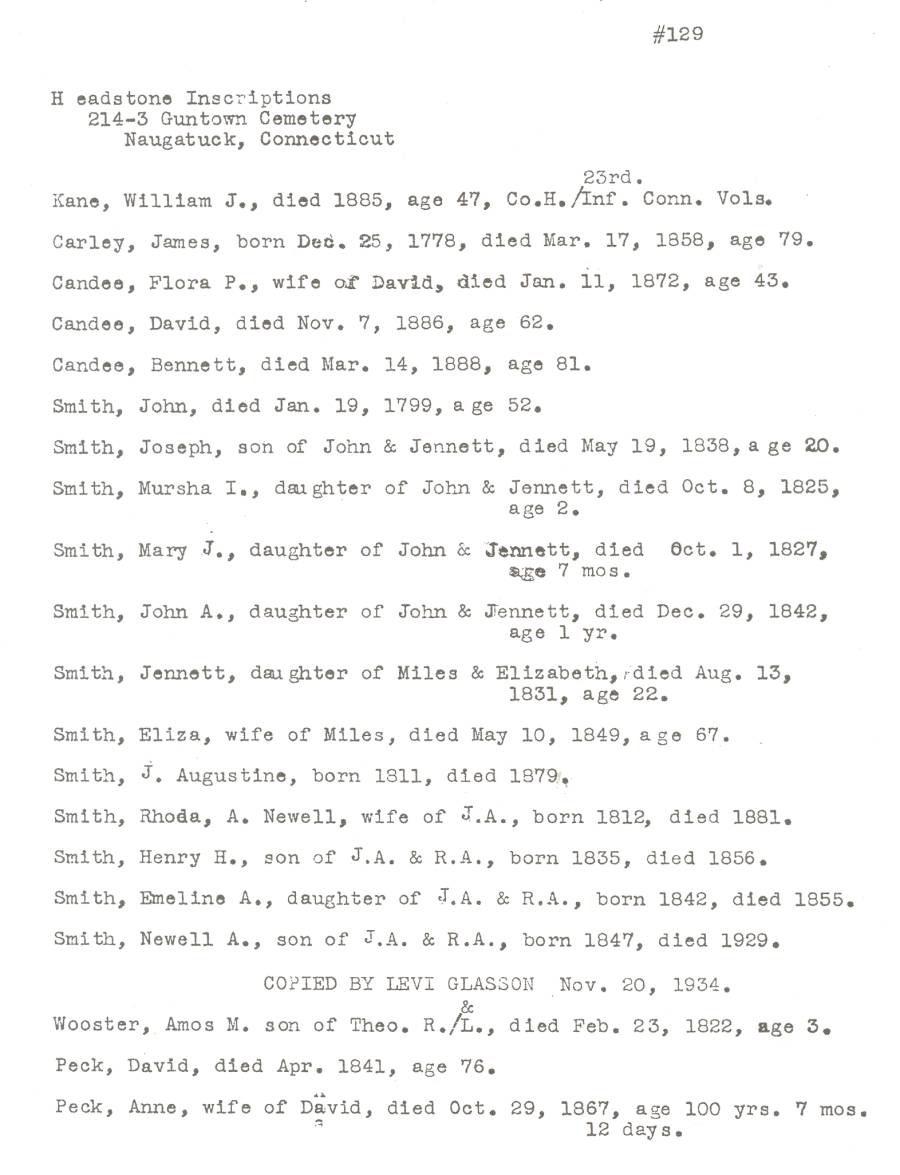 #129
H eadstone Inscriptions
214-3 Guntown Cemetery
Naugatuck, Connecticut
23rd.
Kane, William J., died 1885, age 47, Co.H./Inf. Conn. Vols.
Carley, James, born Dec. 25, 1778, died Mar. 17, 1858, age 79.
Candee, Flora P., wife of David, died Jan. 11, 1872, age 43.
Candee, David, died Nov. 7, 1886, age 62.
Candee, Bennett, died Mar. 14, 1888, age 81.
Smith, John, died Jan. 19, 1799, a ge 52.
Smith, Joseph, son of John & Jennett, died May 19, 1838, a ge 20.
Smith, Mursha I., daughter of John & Jennett, died Oct. 8, 1825,
age 2.
Smith, Mary J., daughter of John & Jennett, died Oct. 1, 1827,
age 7 mos.
Smith, John A., daughter of John & Jennett, died Dec. 29, 1842,
age 1 yr.
Smith, Jennett, daughter of Miles & Elizabeth, died Aug. 13,
1831, age 22.
Smith, Eliza, wife of Miles, died May 10, 1849, age 67.
Smith, J. Augustine, born 1811, died 1879.
Smith, Rhoda, A. Newell, wife of J.A., born 1812, died 1881.
Smith, Henry H., son of J.A. & R.A., born 1835, died 1856.
Smith, Emeline A., daughter of J.A. & R.A., born 1842, died 1855.
Smith, Newell A., son of J.A. & R.A., born 1847, died 1929.
COPIED BY LEVI GLASSON Nov. 20, 1934.
&
Wooster, Amos M. son of Theo. R./L., died Feb. 23, 1822, age 3.
Peck, David, died Apr. 1841, age 76.
Peck, Anne, wife of David, died Oct. 29, 1867, age 100 yrs. 7 mos.
12 days.